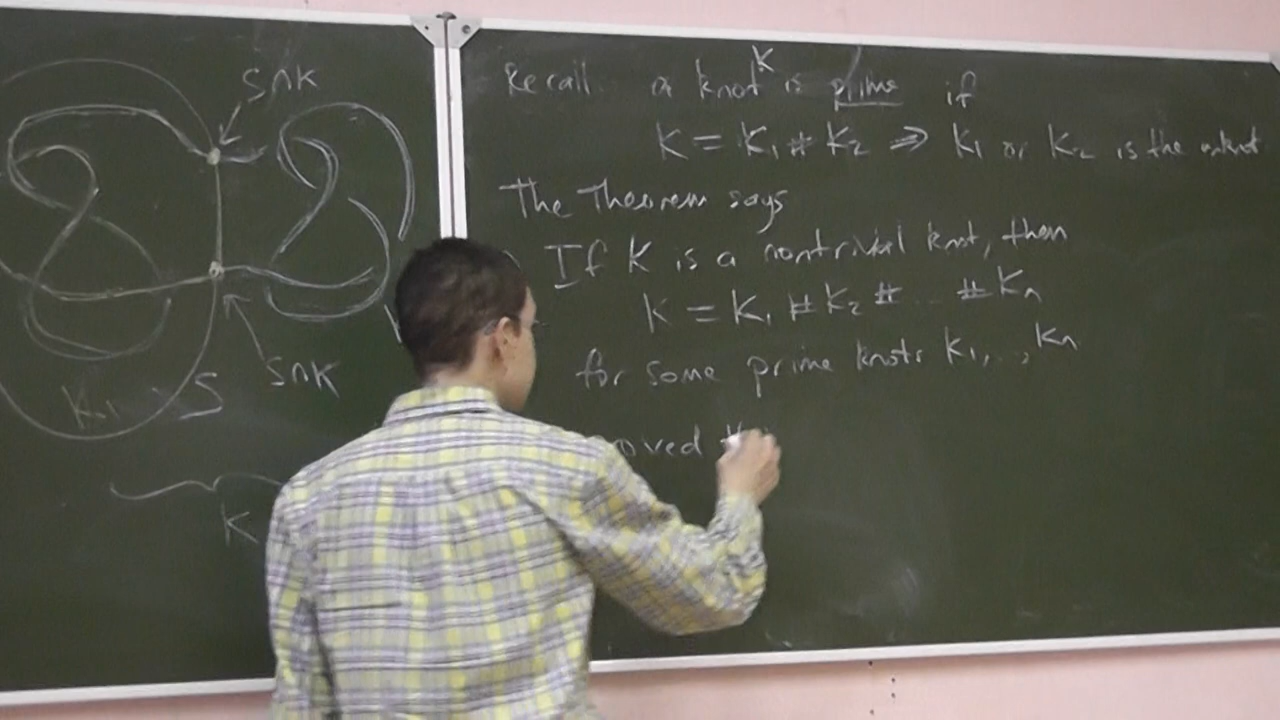 S∩K
S∩K
K₁ S
K
Recall. a knot K is prime if
K = K₁ # K₂ ⇒ K₁ or K₂ is the unknot
The Theorem says
If K is a nontrivial knot, then
K = K₁ # K₂ # ... # Kₙ
for some prime knots K₁, .., Kₙ